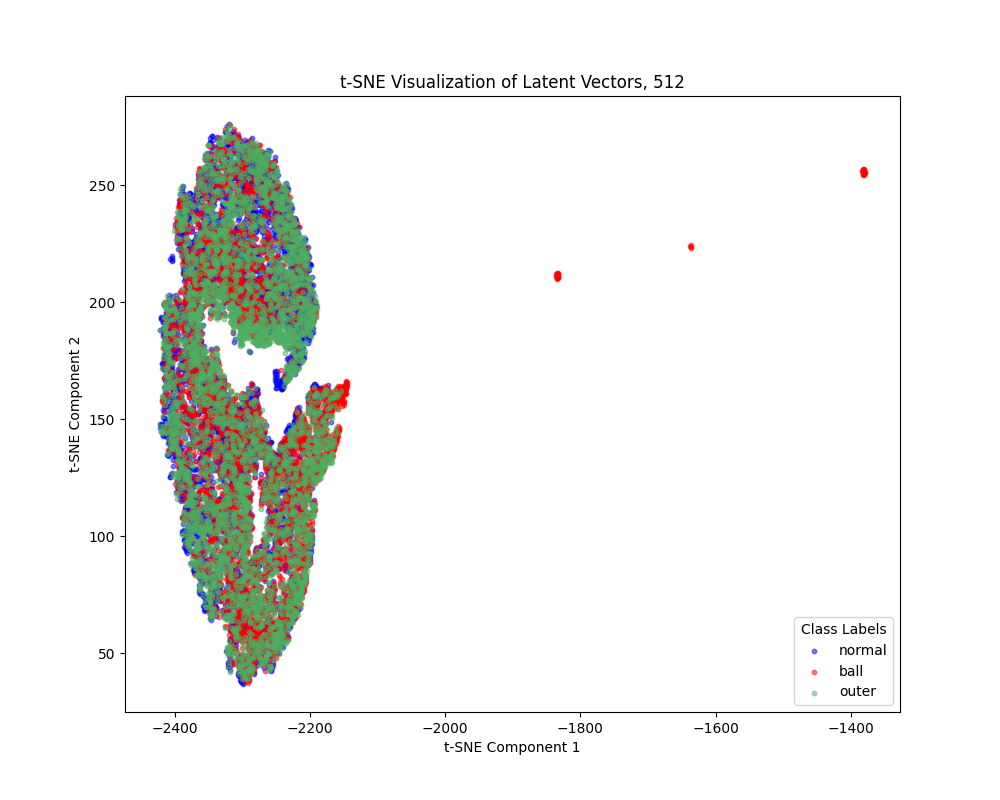 t-SNE Visualization of Latent Vectors, 512
t-SNE Component 2
250
200
150
100
50
−2400
−2200
−2000
−1800
−1600
−1400
t-SNE Component 1
Class Labels
normal
ball
outer